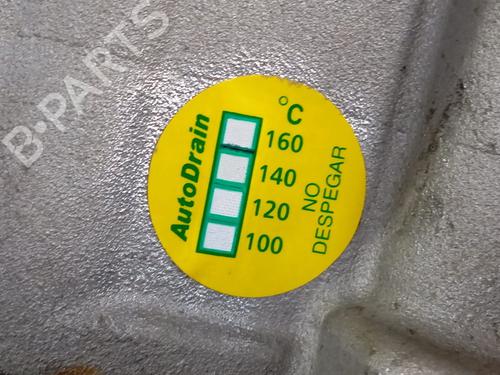 B-PARTS
AutoDrain
°C
160
140
120
100
NO
DESPEGAR